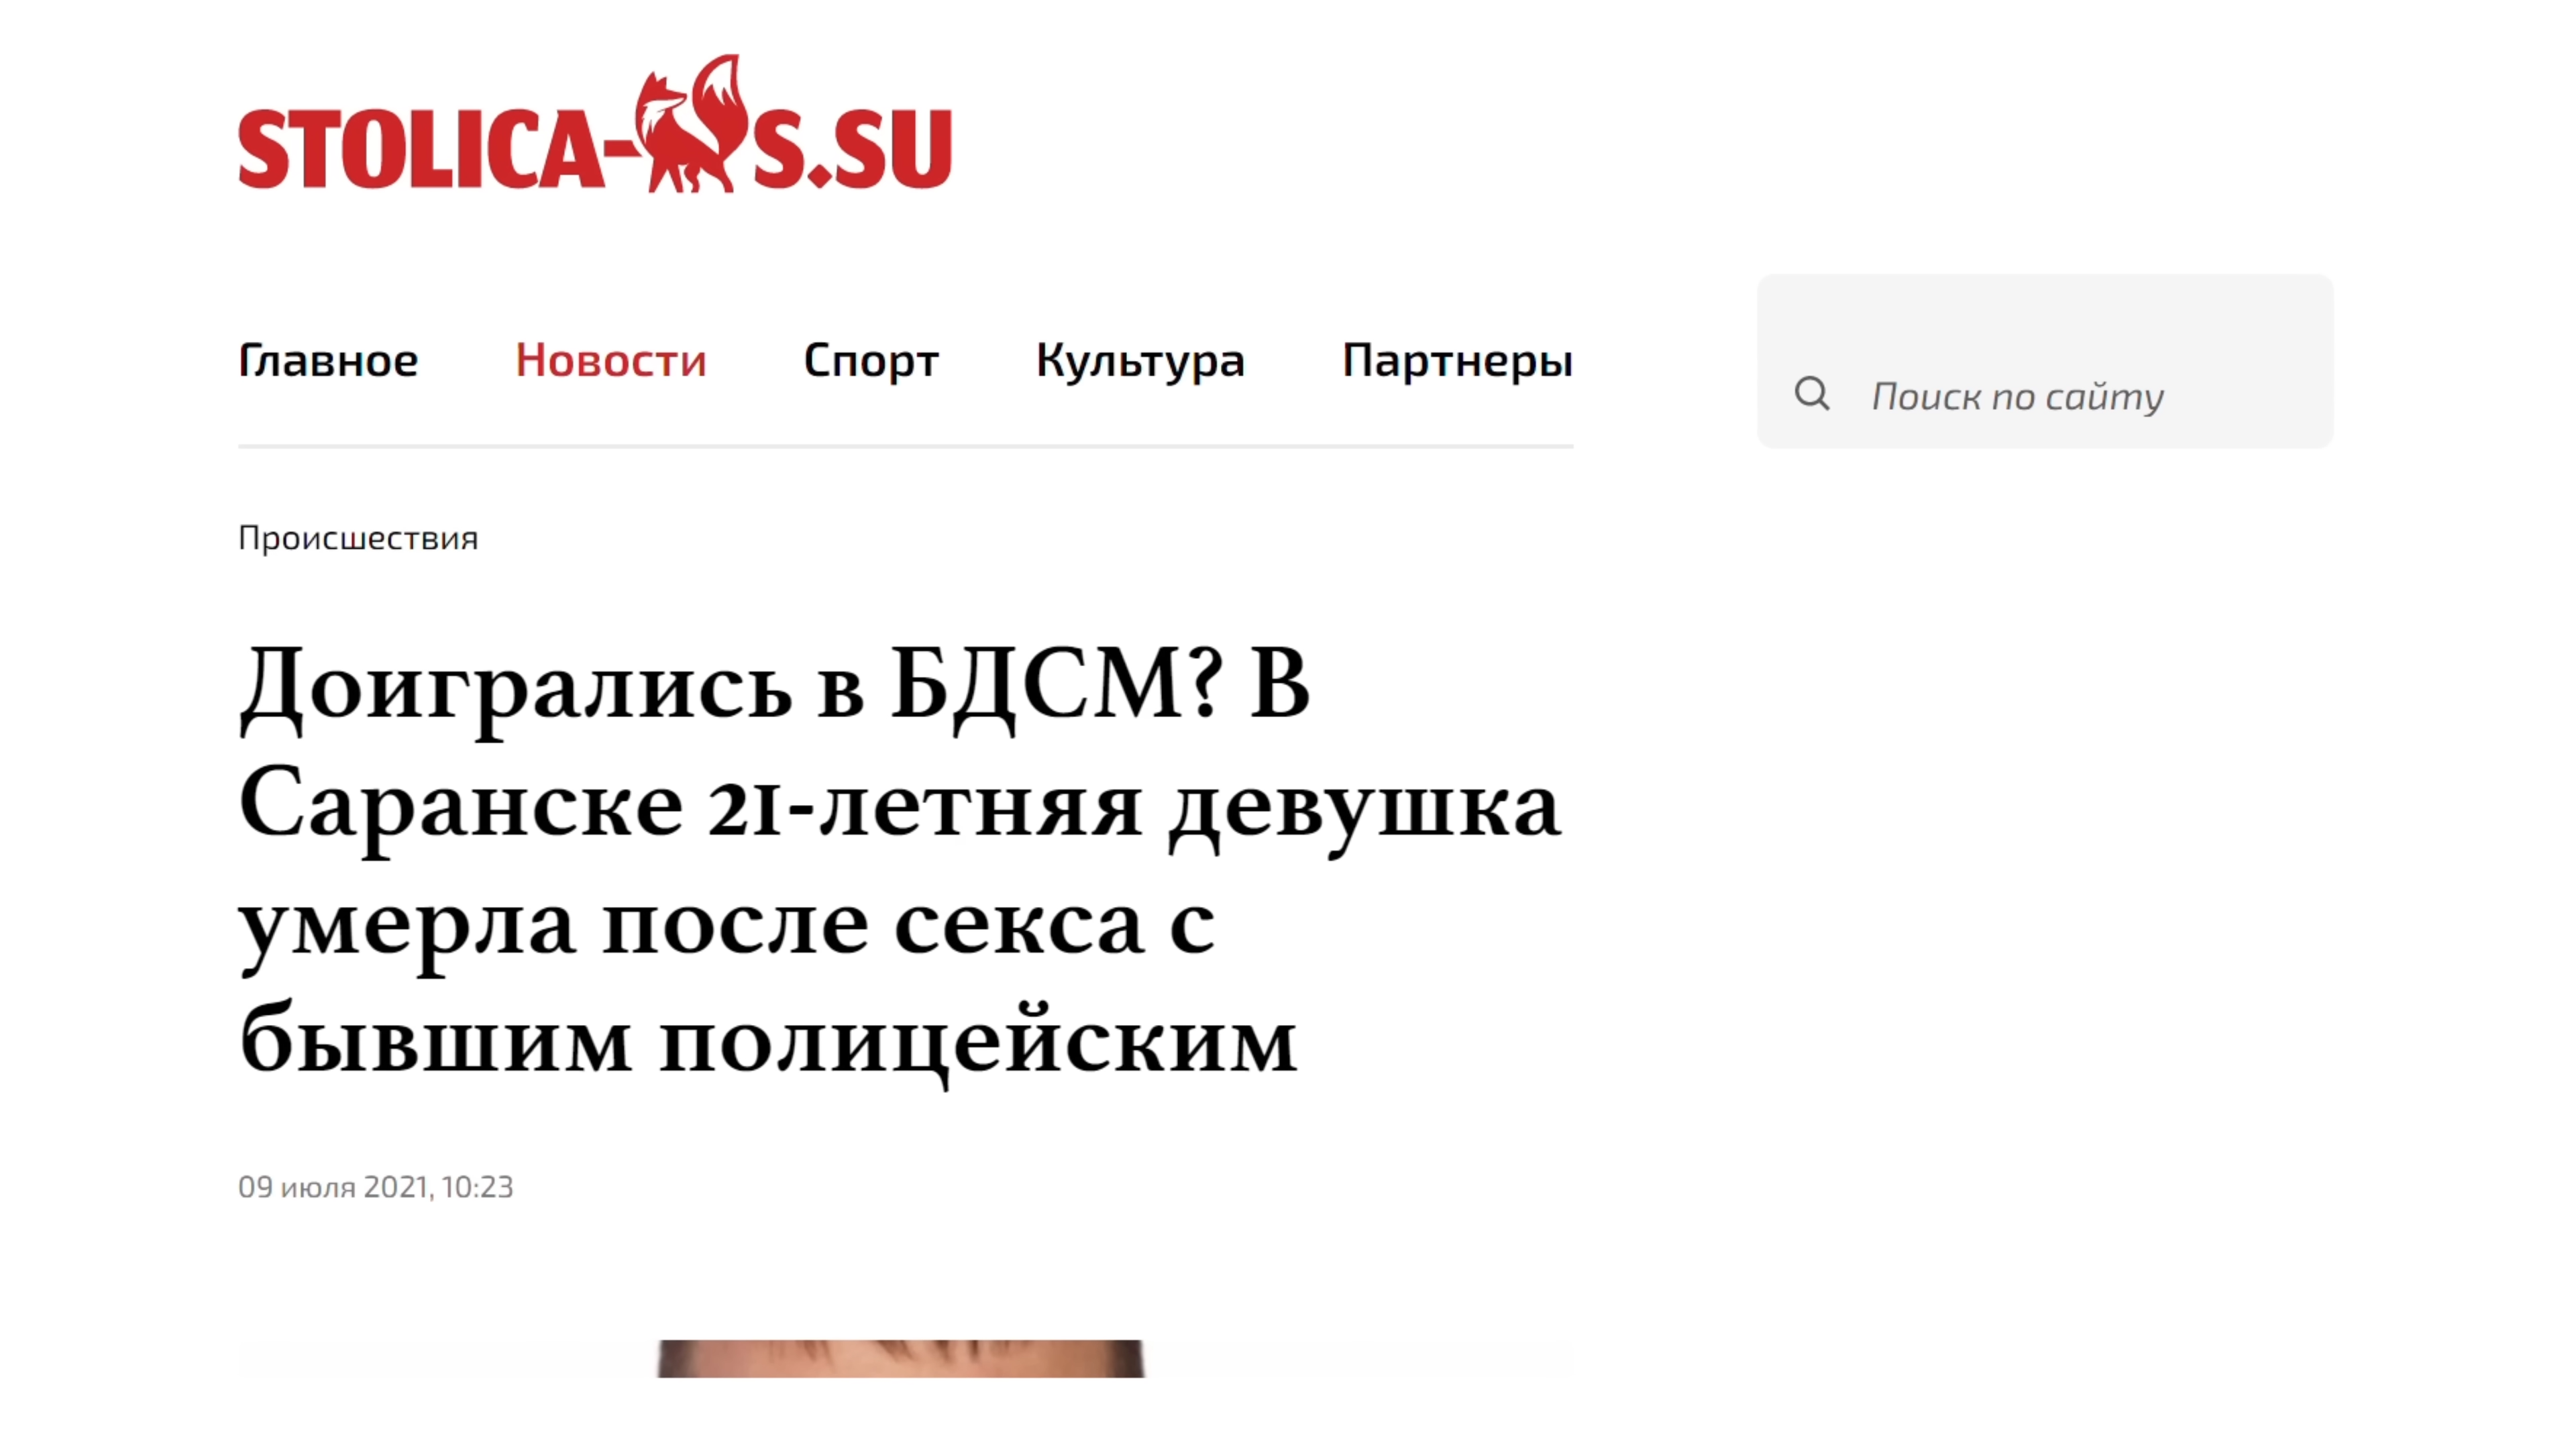 STOLICA-S.SU
Главное Новости Спорт Культура Партнеры
Поиск по сайту
Происшествия
Доигрались в БДСМ? В
Саранске 21-летняя девушка
умерла после секса с
бывшим полицейским
09 июля 2021, 10:23